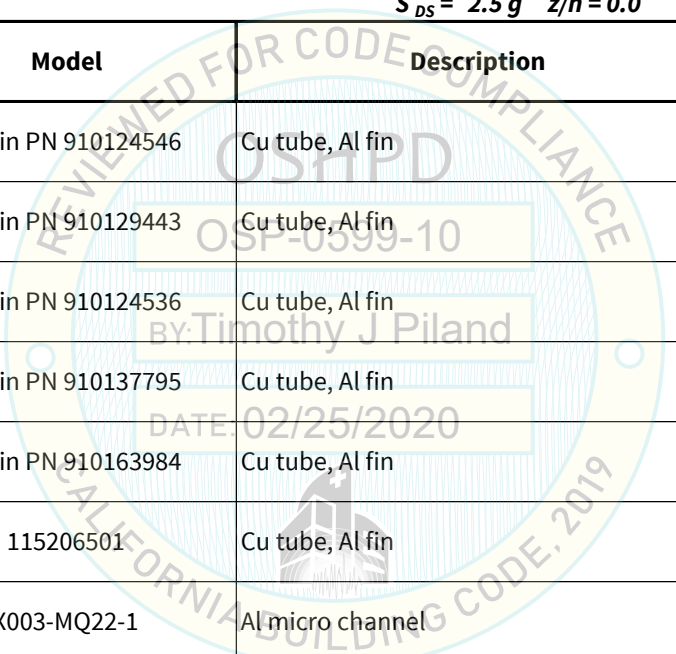 S DS = 2.5 g z/h = 0.0
Model Description
in PN 910124546 Cu tube, Al fin
in PN 910129443 Cu tube, Al fin
in PN 910124536 Cu tube, Al fin
in PN 910137795 Cu tube, Al fin
in PN 910163984 Cu tube, Al fin
115206501 Cu tube, Al fin
X003-MQ22-1 Al micro channel
REVIEWED FOR CODE COMPLIANCE
OSHPD
OSP-0599-10
BY: Timothy J Piland
DATE: 02/25/2020
CALIFORNIA BUILDING CODE, 2019